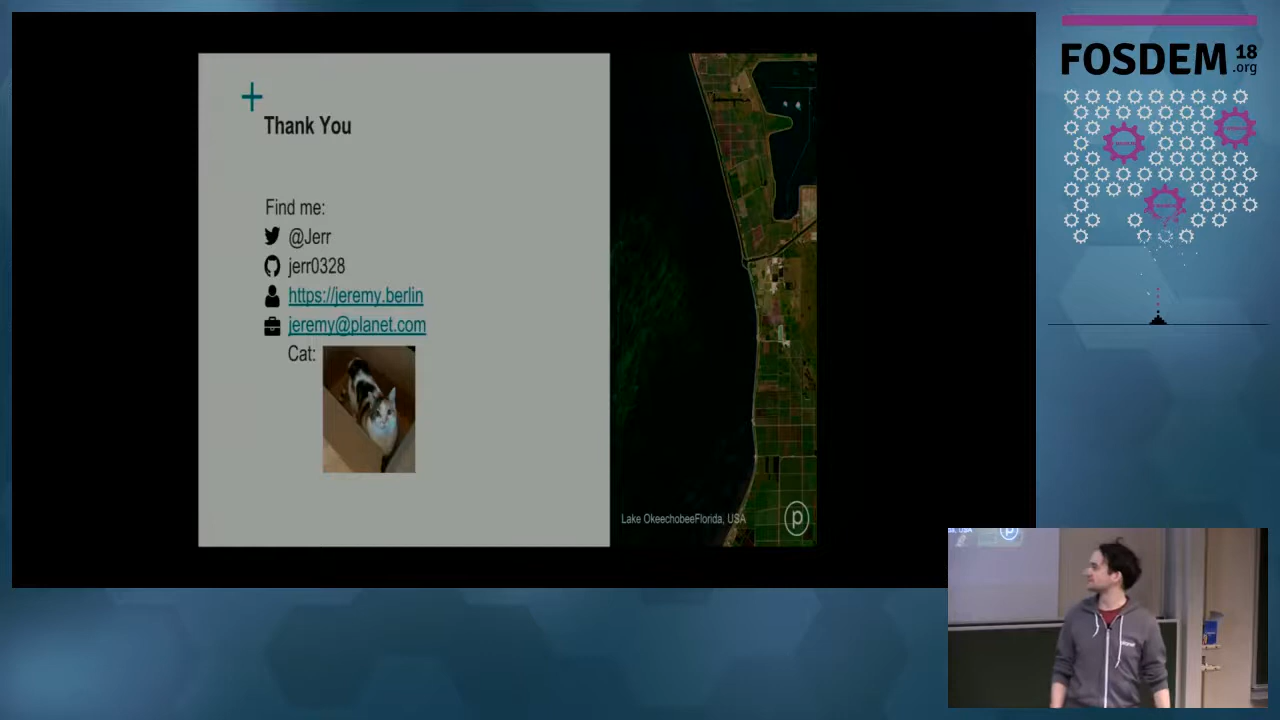 Thank You
Find me:
@Jerr
jerr0328
https://jeremy.berlin
jeremy@planet.com
Cat:
Lake OkeechobeeFlorida, USA
p
FOSDEM 18
.org